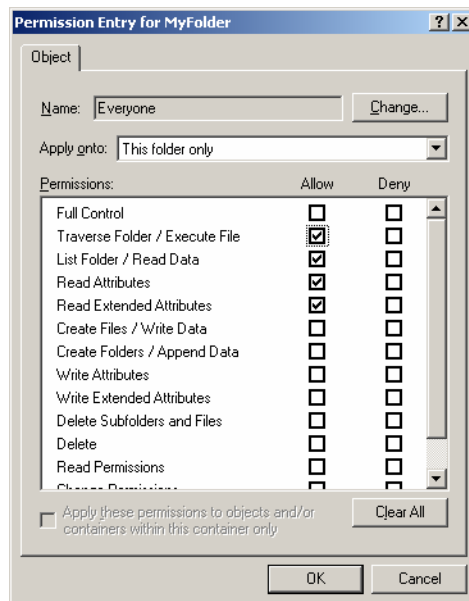 Permission Entry for MyFolder
Object
Name: Everyone Change...
Apply onto: This folder only
Permissions: Allow Deny
Full Control
Traverse Folder / Execute File
List Folder / Read Data
Read Attributes
Read Extended Attributes
Create Files / Write Data
Create Folders / Append Data
Write Attributes
Write Extended Attributes
Delete Subfolders and Files
Delete
Read Permissions
Change Permissions
Apply these permissions to objects and/or
containers within this container only
Clear All
OK Cancel